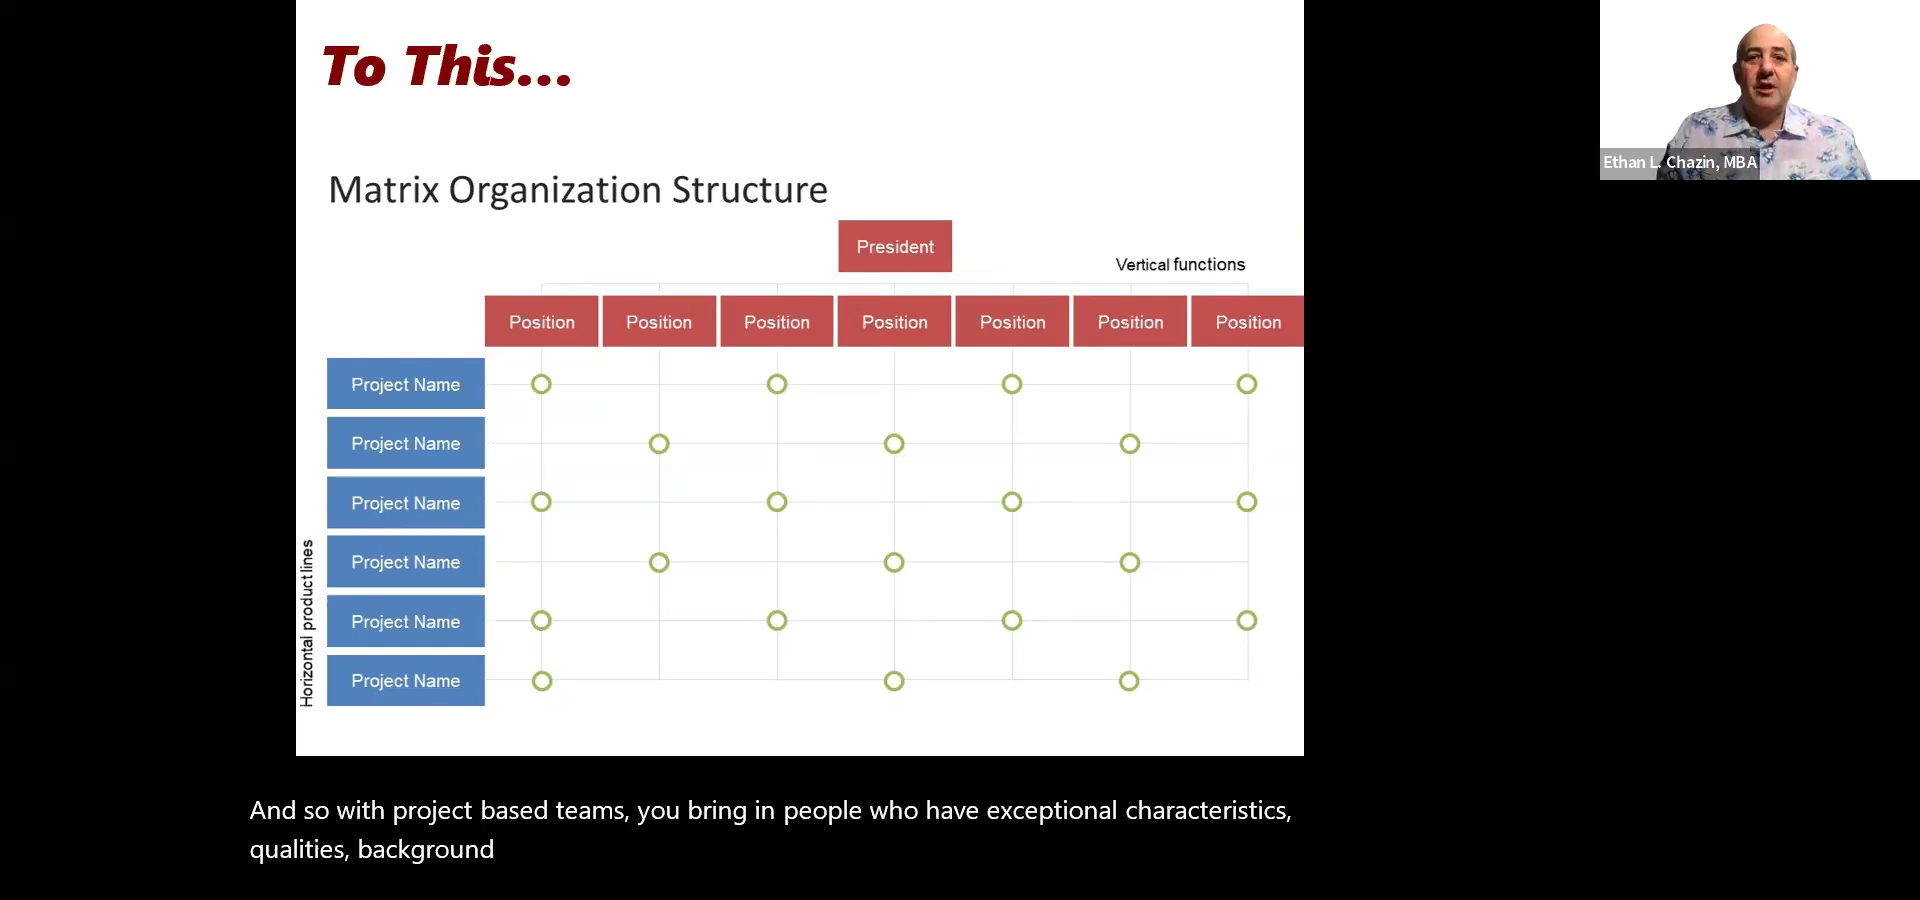 To This...
Ethan L. Chazin, MBA
Matrix Organization Structure
President
Vertical functions
Position Position Position Position Position Position Position
Project Name
Project Name
Project Name
Project Name
Project Name
Project Name
Horizontal product lines
And so with project based teams, you bring in people who have exceptional characteristics,
qualities, background